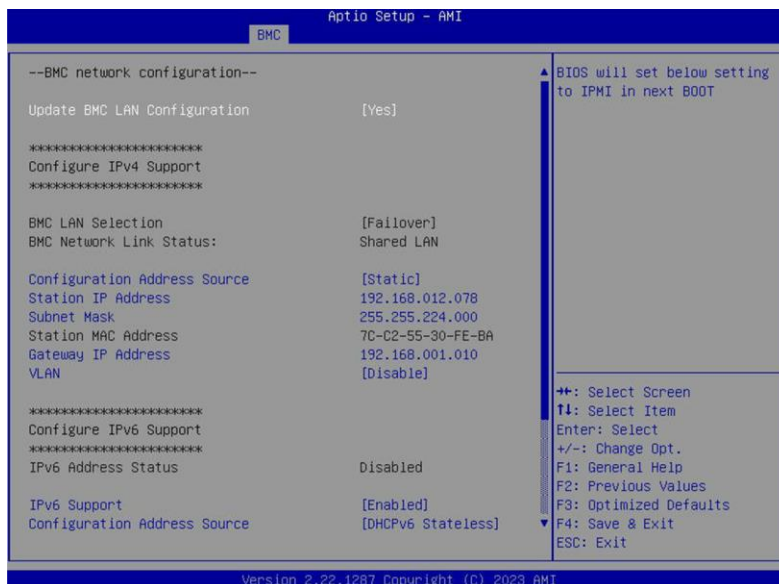 Aptio Setup - AMI
BMC
--BMC network configuration--
Update BMC LAN Configuration [Yes]
***********************
Configure IPv4 Support
***********************
BMC LAN Selection [Failover]
BMC Network Link Status: Shared LAN
Configuration Address Source [Static]
Station IP Address 192.168.012.078
Subnet Mask 255.255.224.000
Station MAC Address 7C-C2-55-30-FE-BA
Gateway IP Address 192.168.001.010
VLAN [Disable]
***********************
Configure IPv6 Support
***********************
IPv6 Address Status Disabled
IPv6 Support [Enabled]
Configuration Address Source [DHCPv6 Stateless]
BIOS will set below setting
to IPMI in next BOOT
→←: Select Screen
↑↓: Select Item
Enter: Select
+/-: Change Opt.
F1: General Help
F2: Previous Values
F3: Optimized Defaults
F4: Save & Exit
ESC: Exit
Version 2.22.1287 Copyright (C) 2023 AMI